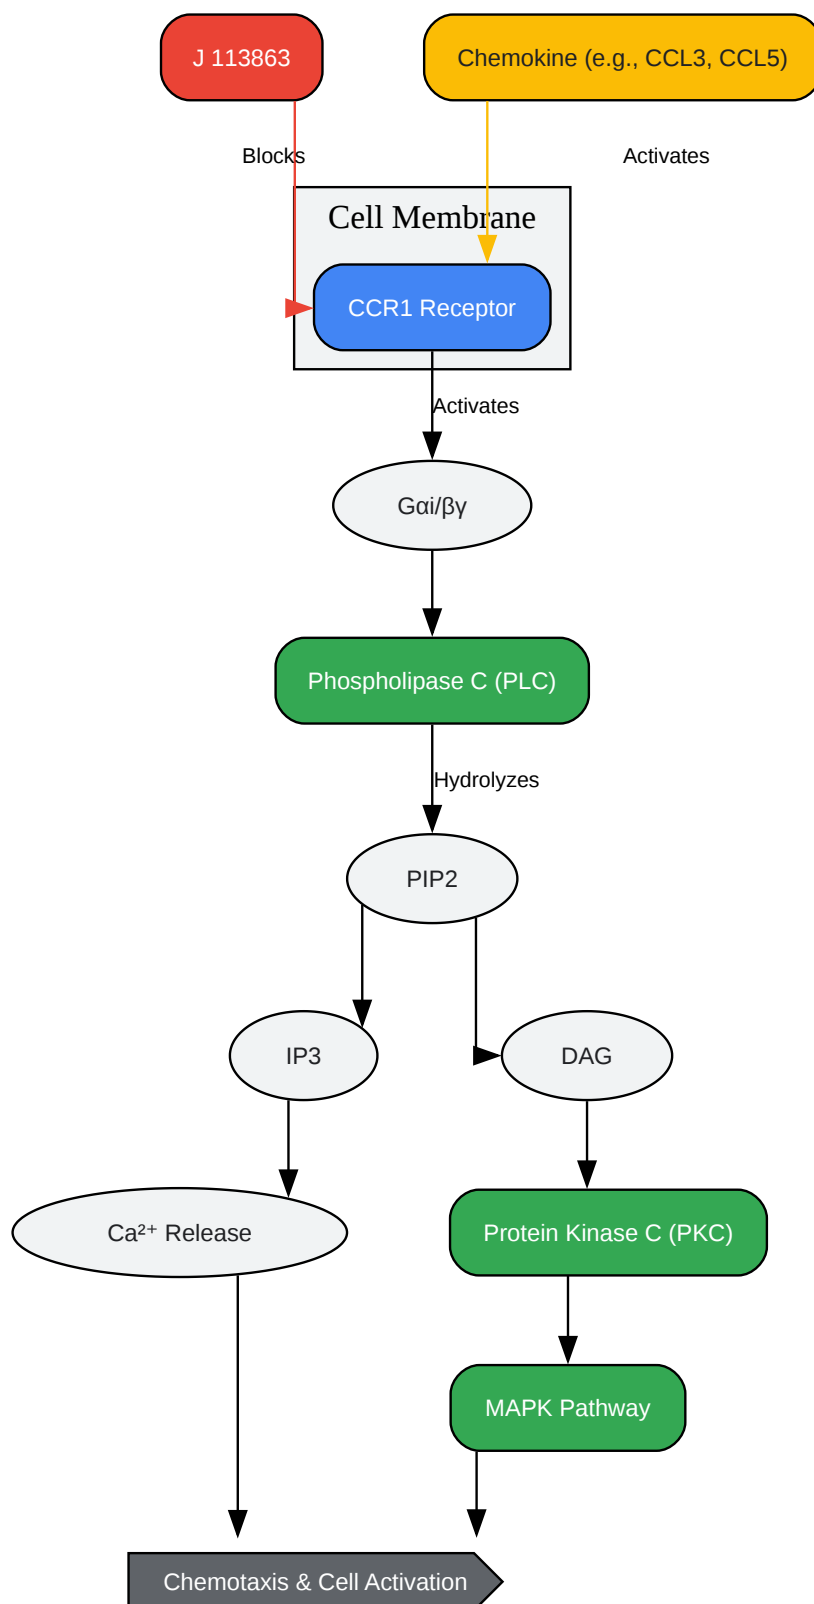 J 113863
Chemokine (e.g., CCL3, CCL5)
Blocks
Activates
Cell Membrane
CCR1 Receptor
Activates
Gαi/βγ
Phospholipase C (PLC)
Hydrolyzes
PIP2
IP3
DAG
Ca²⁺ Release
Protein Kinase C (PKC)
MAPK Pathway
Chemotaxis & Cell Activation